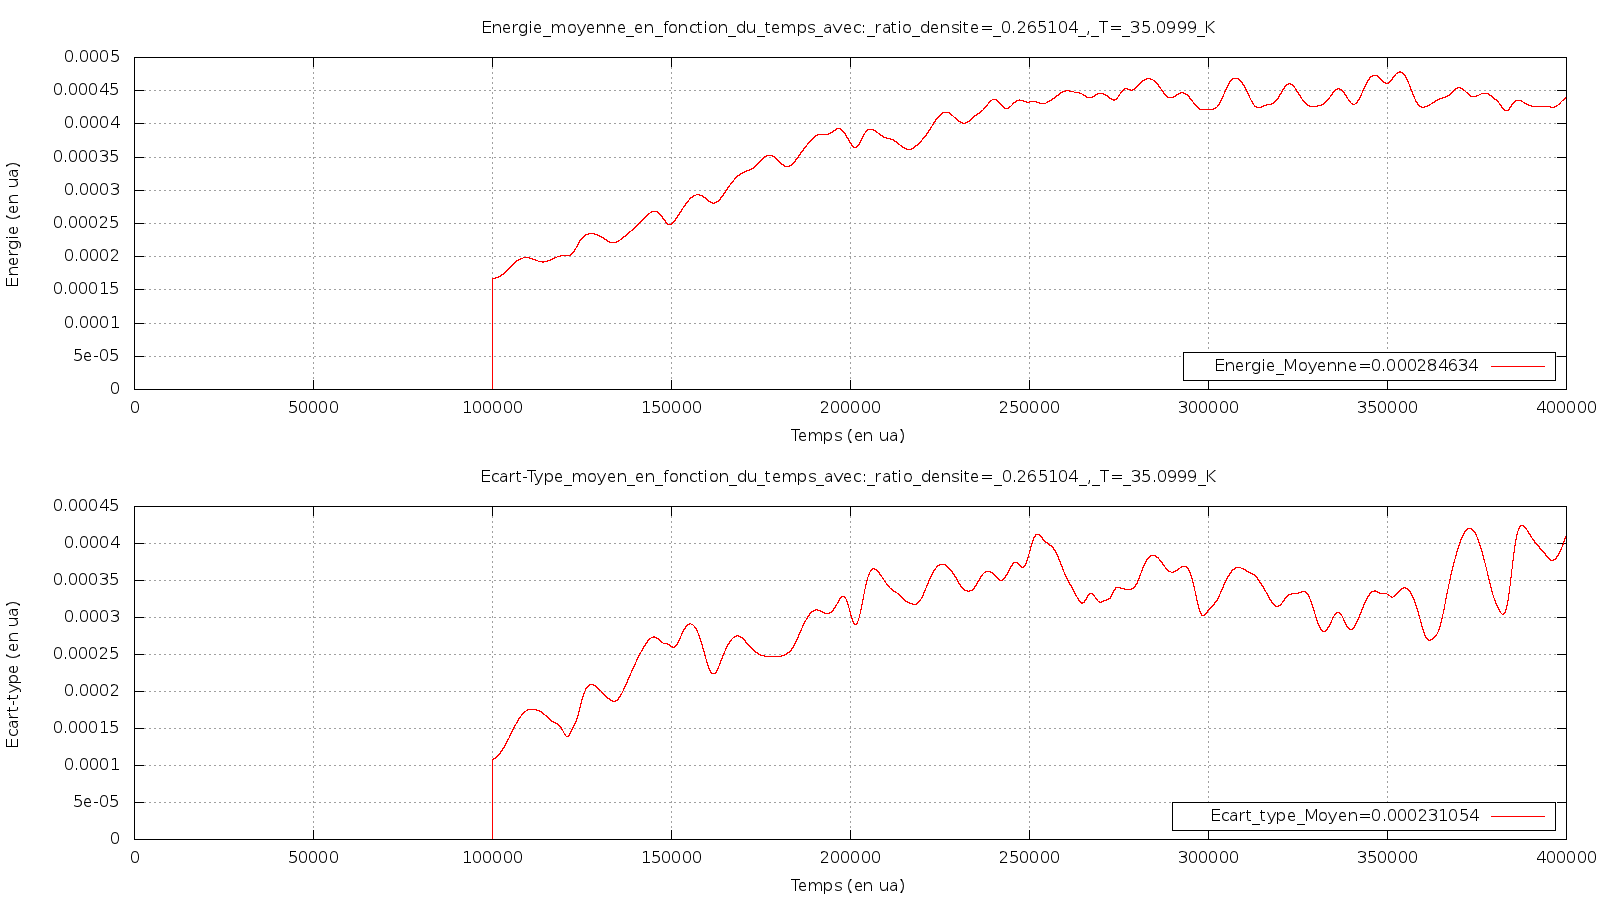 Energie_moyenne_en_fonction_du_temps_avec:_ratio_densite=_0.265104_,_T=_35.0999_K
0.0005
0.00045
0.0004
0.00035
0.0003
0.00025
0.0002
0.00015
0.0001
5e-05
0
Energie (en ua)
Energie_Moyenne=0.000284634
0 50000 100000 150000 200000 250000 300000 350000 400000
Temps (en ua)
Ecart-Type_moyen_en_fonction_du_temps_avec:_ratio_densite=_0.265104_,_T=_35.0999_K
0.00045
0.0004
0.00035
0.0003
0.00025
0.0002
0.00015
0.0001
5e-05
0
Ecart-type (en ua)
Ecart_type_Moyen=0.000231054
0 50000 100000 150000 200000 250000 300000 350000 400000
Temps (en ua)